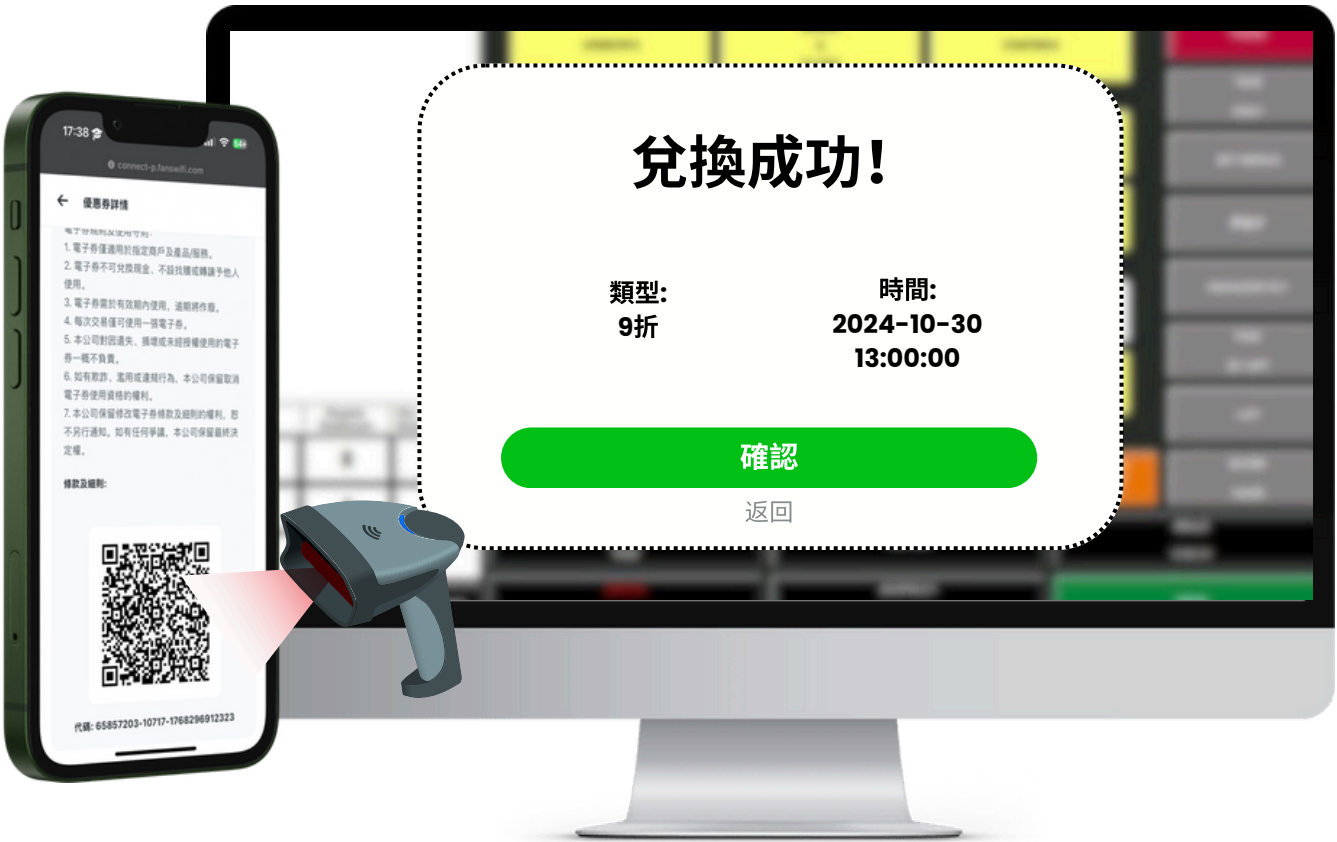 17:38
connect-p.fanswifi.com
優惠券詳情
電子券規則及使用守則:
1. 電子券僅適用於指定商戶及產品/服務。
2. 電子券不可兌換現金、不設找贖或轉讓予他人
使用。
3. 電子券需於有效期內使用，逾期將作廢。
4. 每次交易僅可使用一張電子券。
5. 本公司對因遺失、損壞或未經授權使用的電子
券一概不負責。
6. 如有欺詐、濫用或違規行為，本公司保留取消
電子券使用資格的權利。
7. 本公司保留修改電子券條款及細則的權利，恕
不另行通知。如有任何爭議，本公司保留最終決
定權。
條款及細則:
代碼: 65857203-10717-1768296912323
兌換成功！
類型:
9折
時間:
2024-10-30
13:00:00
確認
返回